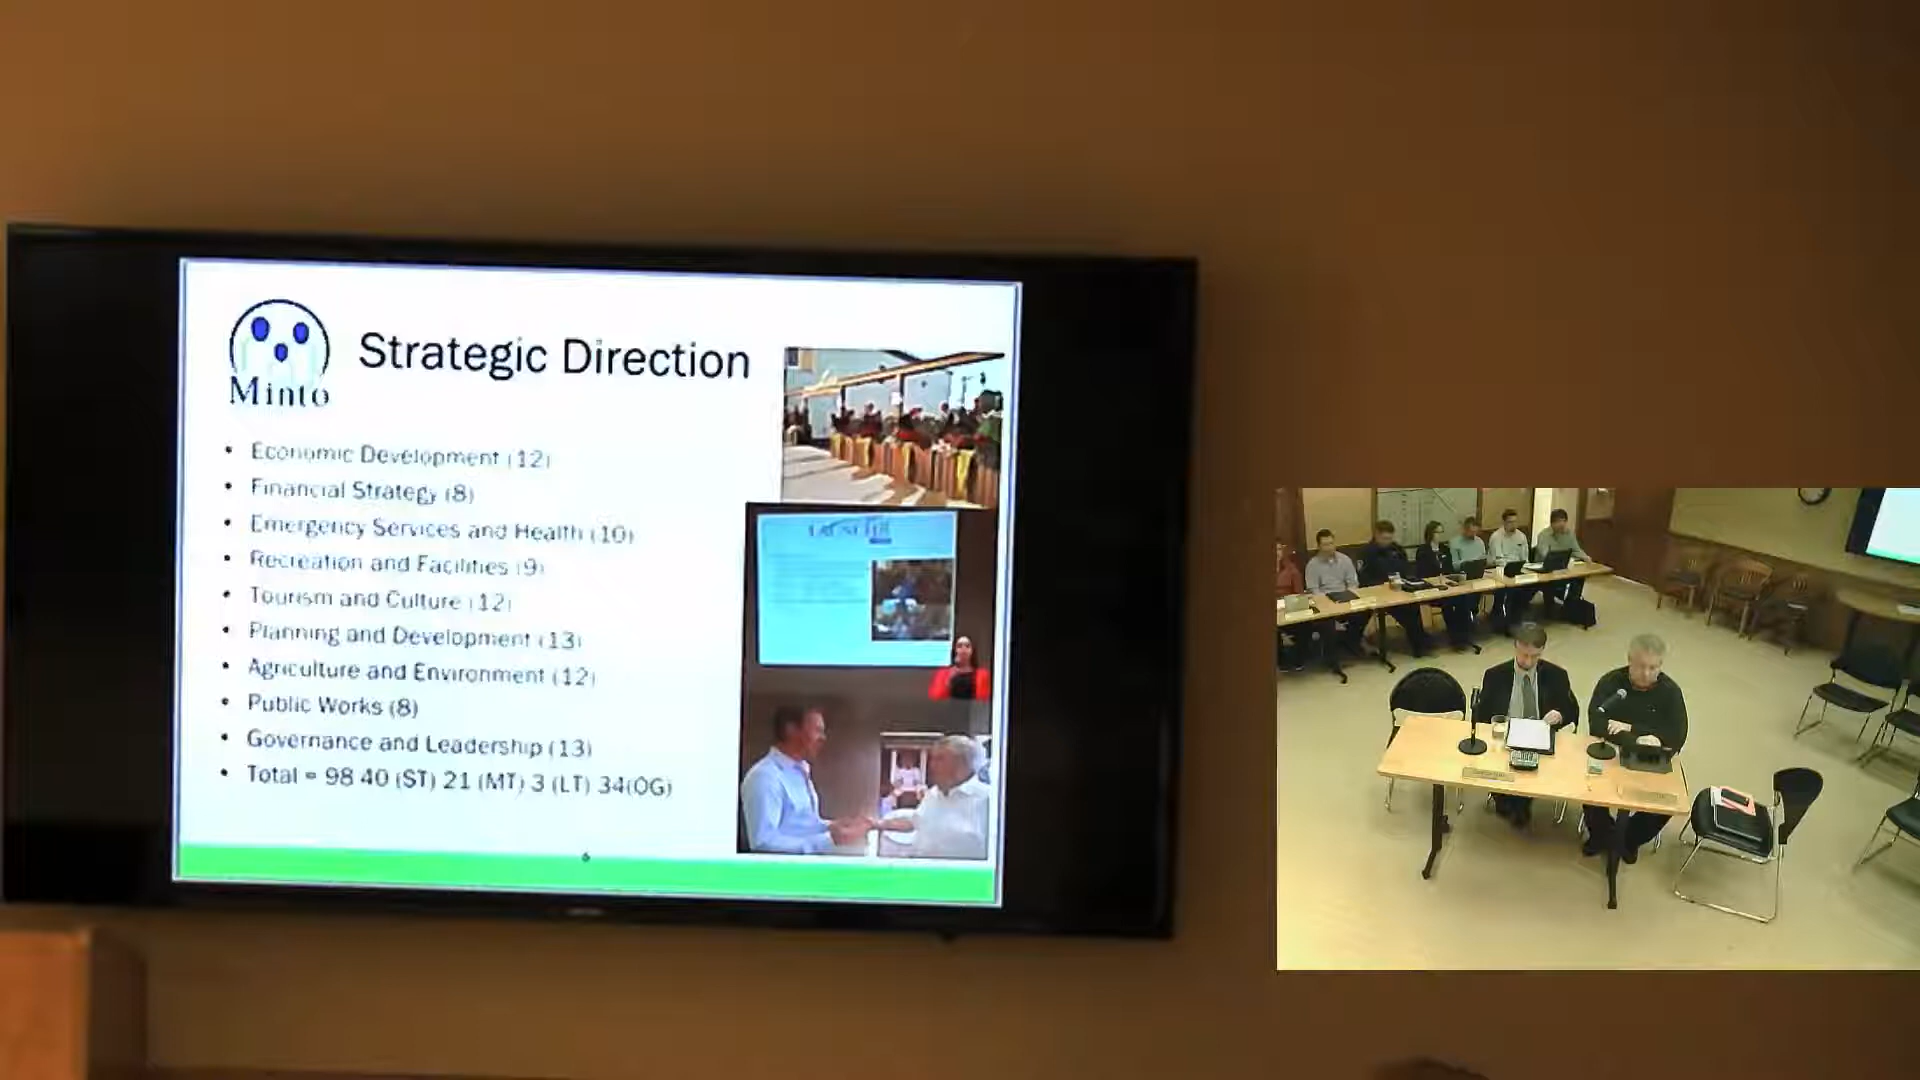 Minto
Strategic Direction
• Economic Development (12)
• Financial Strategy (8)
• Emergency Services and Health (10)
• Recreation and Facilities (9)
• Tourism and Culture (12)
• Planning and Development (13)
• Agriculture and Environment (12)
• Public Works (8)
• Governance and Leadership (13)
• Total = 98 40 (ST) 21 (MT) 3 (LT) 34(OG)
6